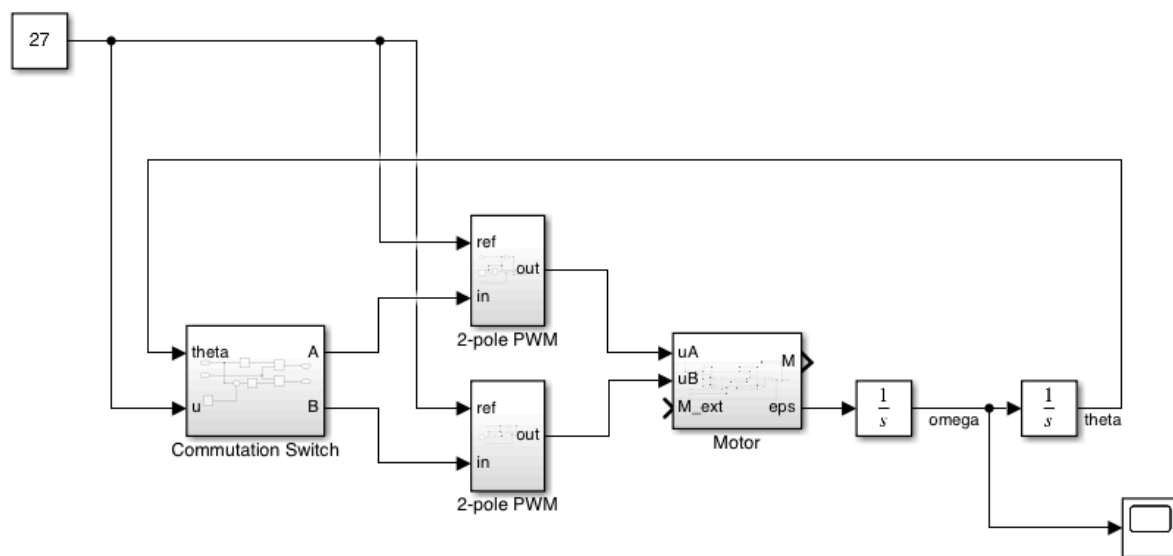 27
ref
out
in
2-pole PWM
theta
A
u
B
Commutation Switch
ref
out
in
2-pole PWM
uA
M
uB
M_ext
eps
Motor
1
s
omega
1
s
theta